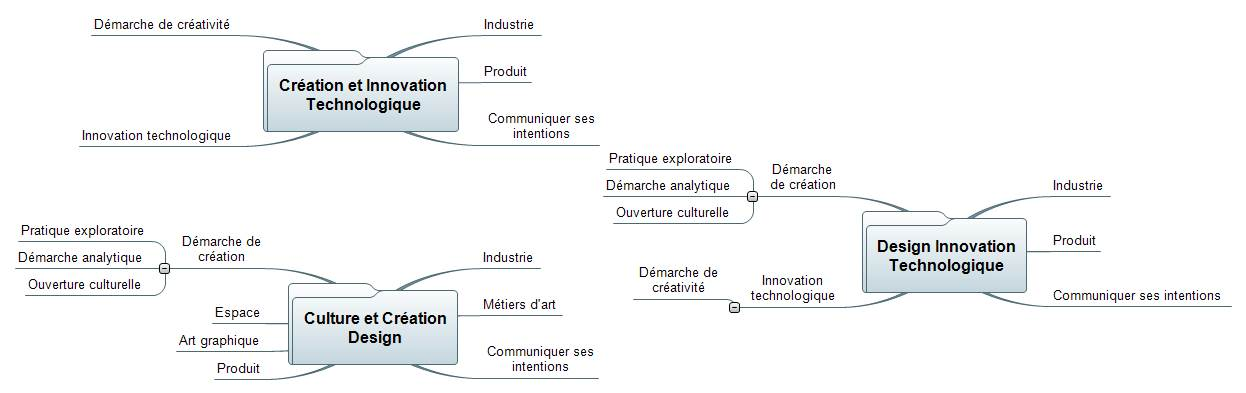 Démarche de créativité
Industrie
Création et Innovation
Technologique
Produit
Innovation technologique
Communiquer ses
intentions
Pratique exploratoire
Démarche analytique
Ouverture culturelle
Démarche de
création
Industrie
Espace
Art graphique
Produit
Culture et Création
Design
Métiers d'art
Communiquer ses
intentions
Pratique exploratoire
Démarche analytique
Ouverture culturelle
Démarche
de création
Industrie
Design Innovation
Technologique
Produit
Démarche de
créativité
Innovation
technologique
Communiquer ses intentions